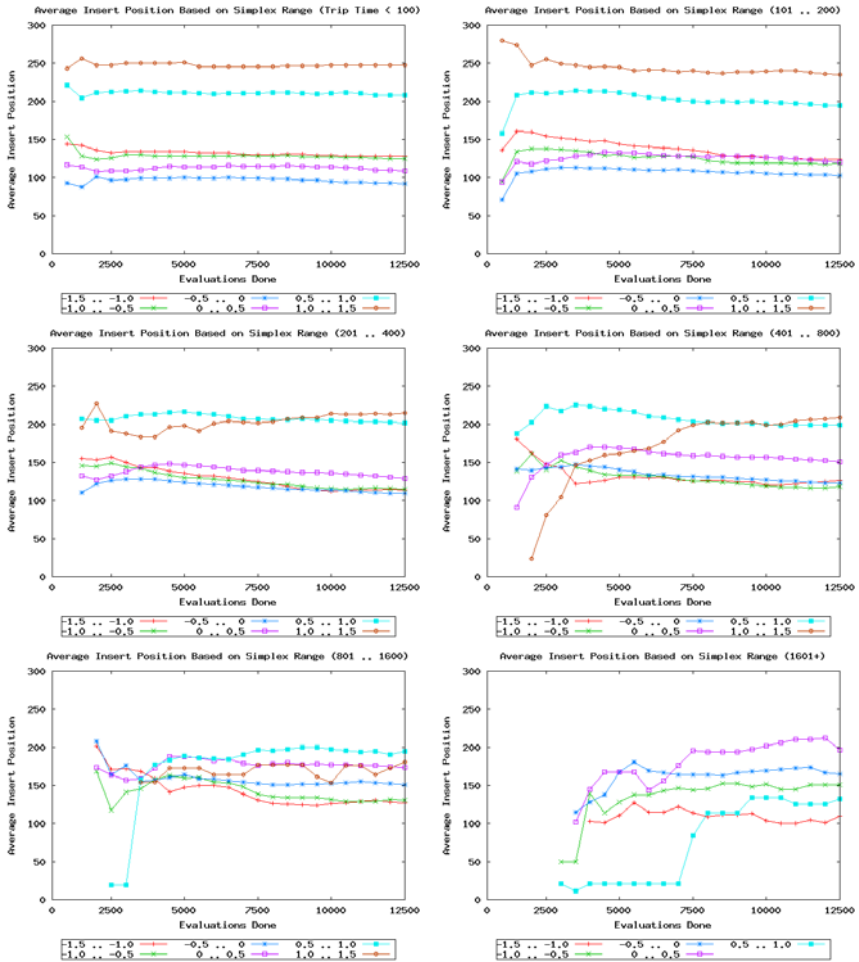 Average Insert Position Based on Simplex Range (Trip Time < 100)
300
250
200
150
100
50
0
Average Insert Position
0 2500 5000 7500 10000 12500
Evaluations Done
-1.5 .. -1.0 -0.5 .. 0 0.5 .. 1.0
-1.0 .. -0.5 0 .. 0.5 1.0 .. 1.5
Average Insert Position Based on Simplex Range (101 .. 200)
300
250
200
150
100
50
0
Average Insert Position
0 2500 5000 7500 10000 12500
Evaluations Done
-1.5 .. -1.0 -0.5 .. 0 0.5 .. 1.0
-1.0 .. -0.5 0 .. 0.5 1.0 .. 1.5
Average Insert Position Based on Simplex Range (201 .. 400)
300
250
200
150
100
50
0
Average Insert Position
0 2500 5000 7500 10000 12500
Evaluations Done
-1.5 .. -1.0 -0.5 .. 0 0.5 .. 1.0
-1.0 .. -0.5 0 .. 0.5 1.0 .. 1.5
Average Insert Position Based on Simplex Range (401 .. 800)
300
250
200
150
100
50
0
Average Insert Position
0 2500 5000 7500 10000 12500
Evaluations Done
-1.5 .. -1.0 -0.5 .. 0 0.5 .. 1.0
-1.0 .. -0.5 0 .. 0.5 1.0 .. 1.5
Average Insert Position Based on Simplex Range (801 .. 1600)
300
250
200
150
100
50
0
Average Insert Position
0 2500 5000 7500 10000 12500
Evaluations Done
-1.5 .. -1.0 -0.5 .. 0 0.5 .. 1.0
-1.0 .. -0.5 0 .. 0.5 1.0 .. 1.5
Average Insert Position Based on Simplex Range (1601+)
300
250
200
150
100
50
0
Average Insert Position
0 2500 5000 7500 10000 12500
Evaluations Done
-1.5 .. -1.0 -0.5 .. 0 0.5 .. 1.0
-1.0 .. -0.5 0 .. 0.5